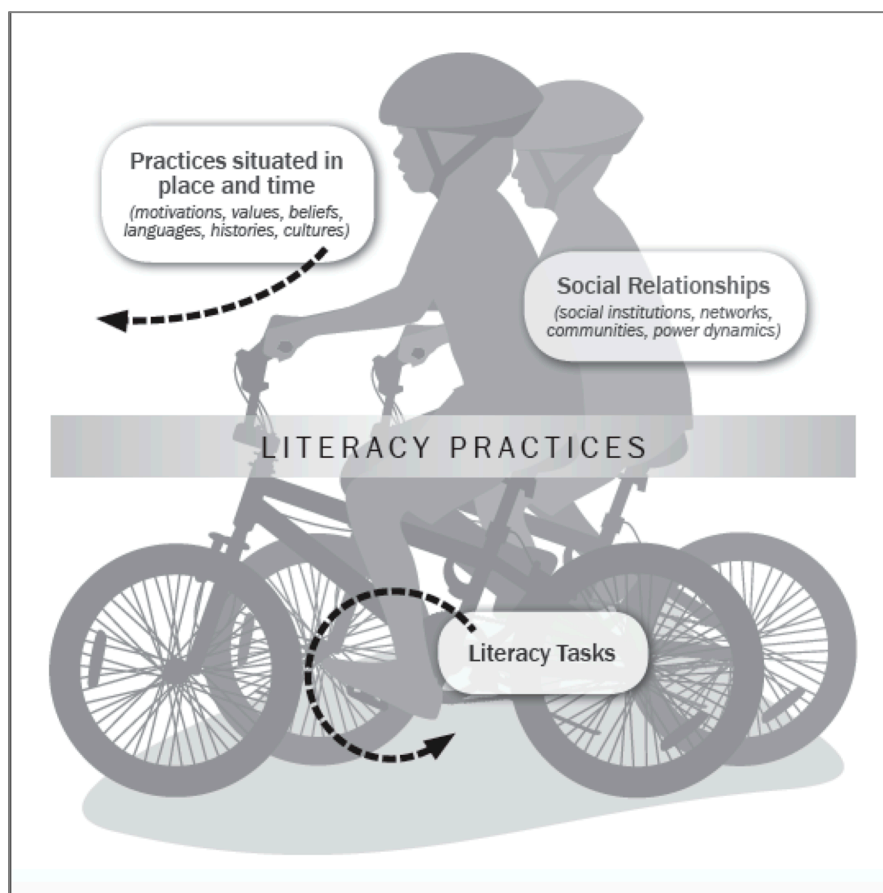 Practices situated in
place and time
(motivations, values, beliefs,
languages, histories, cultures)
Social Relationships
(social institutions, networks,
communities, power dynamics)
LITERACY PRACTICES
Literacy Tasks